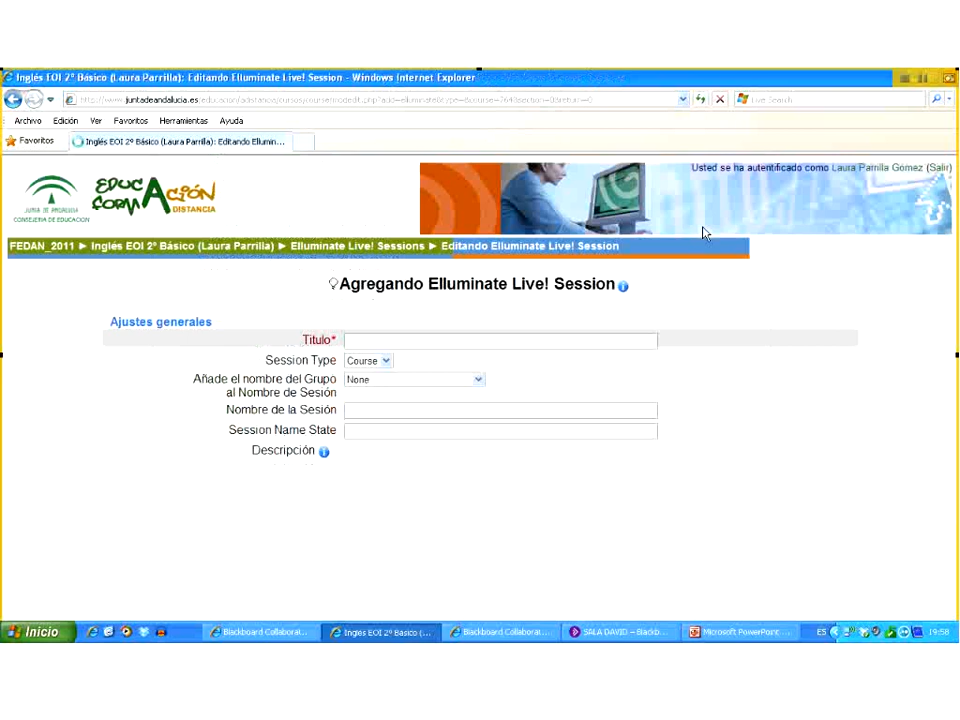 Inglés EOI 2º Básico (Laura Parrilla): Editando Elluminate Live! Session - Windows Internet Explorer
juntadeandalucia.es
Live Search
Archivo Edición Ver Favoritos Herramientas Ayuda
Favoritos
Inglés EOI 2º Básico (Laura Parrilla): Editando Ellumin...
Usted se ha autentificado como Laura Parrilla Gómez (Salir)
EDUCACIÓN
FORMA
DISTANCIA
JUNTA DE ANDALUCIA
CONSEJERIA DE EDUCACION
FEDAN_2011 ► Inglés EOI 2º Básico (Laura Parrilla) ► Elluminate Live! Sessions ► Editando Elluminate Live! Session
Agregando Elluminate Live! Session
Ajustes generales
Titulo*
Session Type Course
Añade el nombre del Grupo None
al Nombre de Sesión
Nombre de la Sesión
Session Name State
Descripción
Inicio
Blackboard Collaborat...
Inglés EOI 2º Básico (...
Blackboard Collaborat...
SALA DAVID – Blackb...
Microsoft PowerPoint ...
ES
19:58